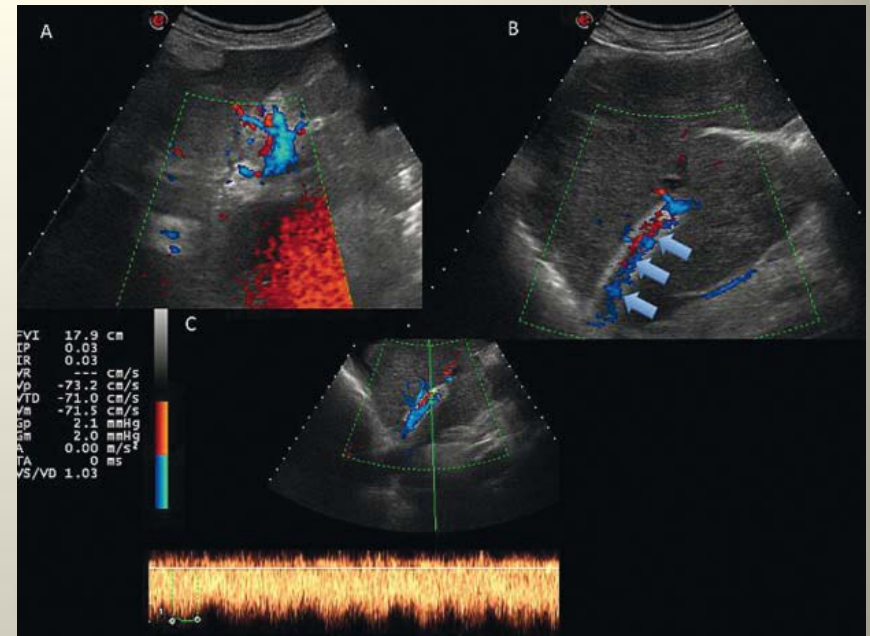 A
B
C
FVI 17.9 cm
IP 0.03
IR 0.03
VR --- cm/s
Vp -73.2 cm/s
VTD -71.0 cm/s
Vm -71.5 cm/s
Gp 2.1 mmHg
Gm 2.0 mmHg
A 0.00 m/s²
TA 0 ms
VS/VD 1.03
1